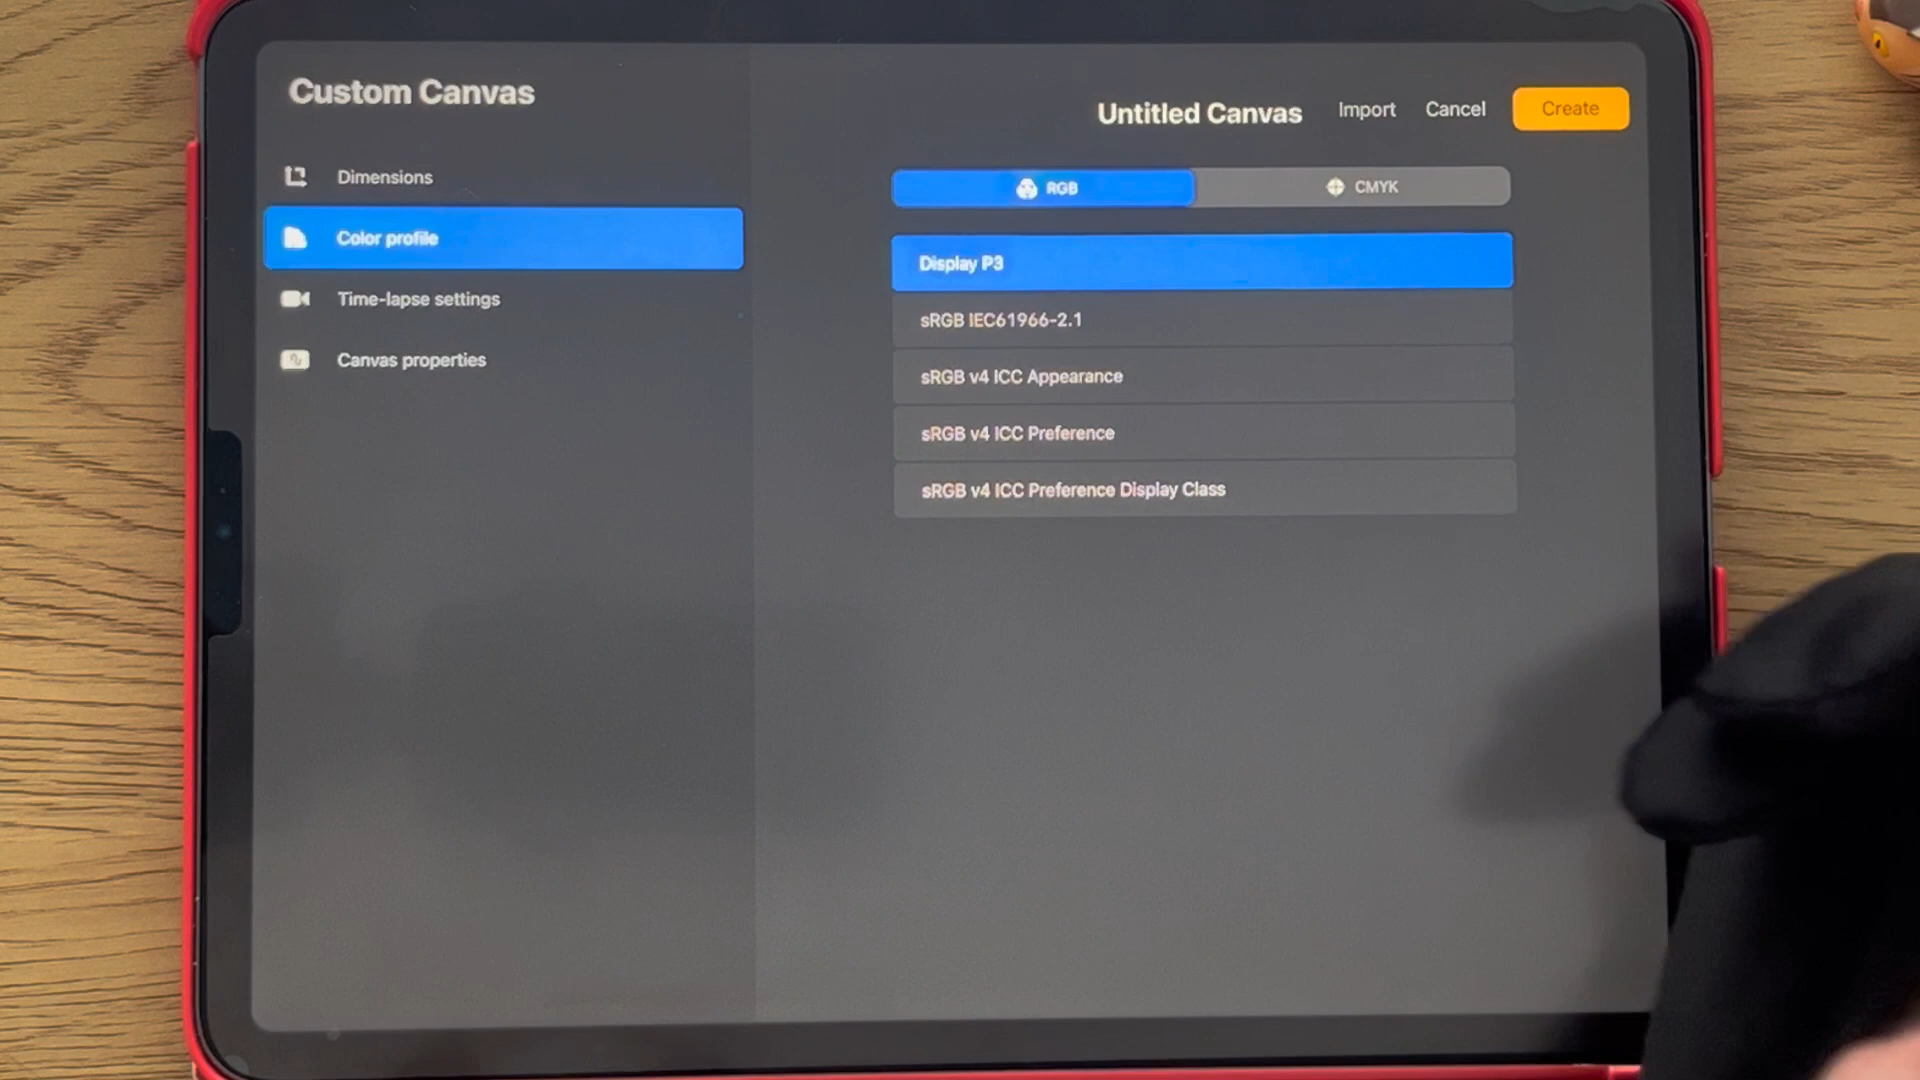 Custom Canvas
Untitled Canvas
Import
Cancel
Create
Dimensions
Color profile
Time-lapse settings
Canvas properties
RGB
CMYK
Display P3
sRGB IEC61966-2.1
sRGB v4 ICC Appearance
sRGB v4 ICC Preference
sRGB v4 ICC Preference Display Class